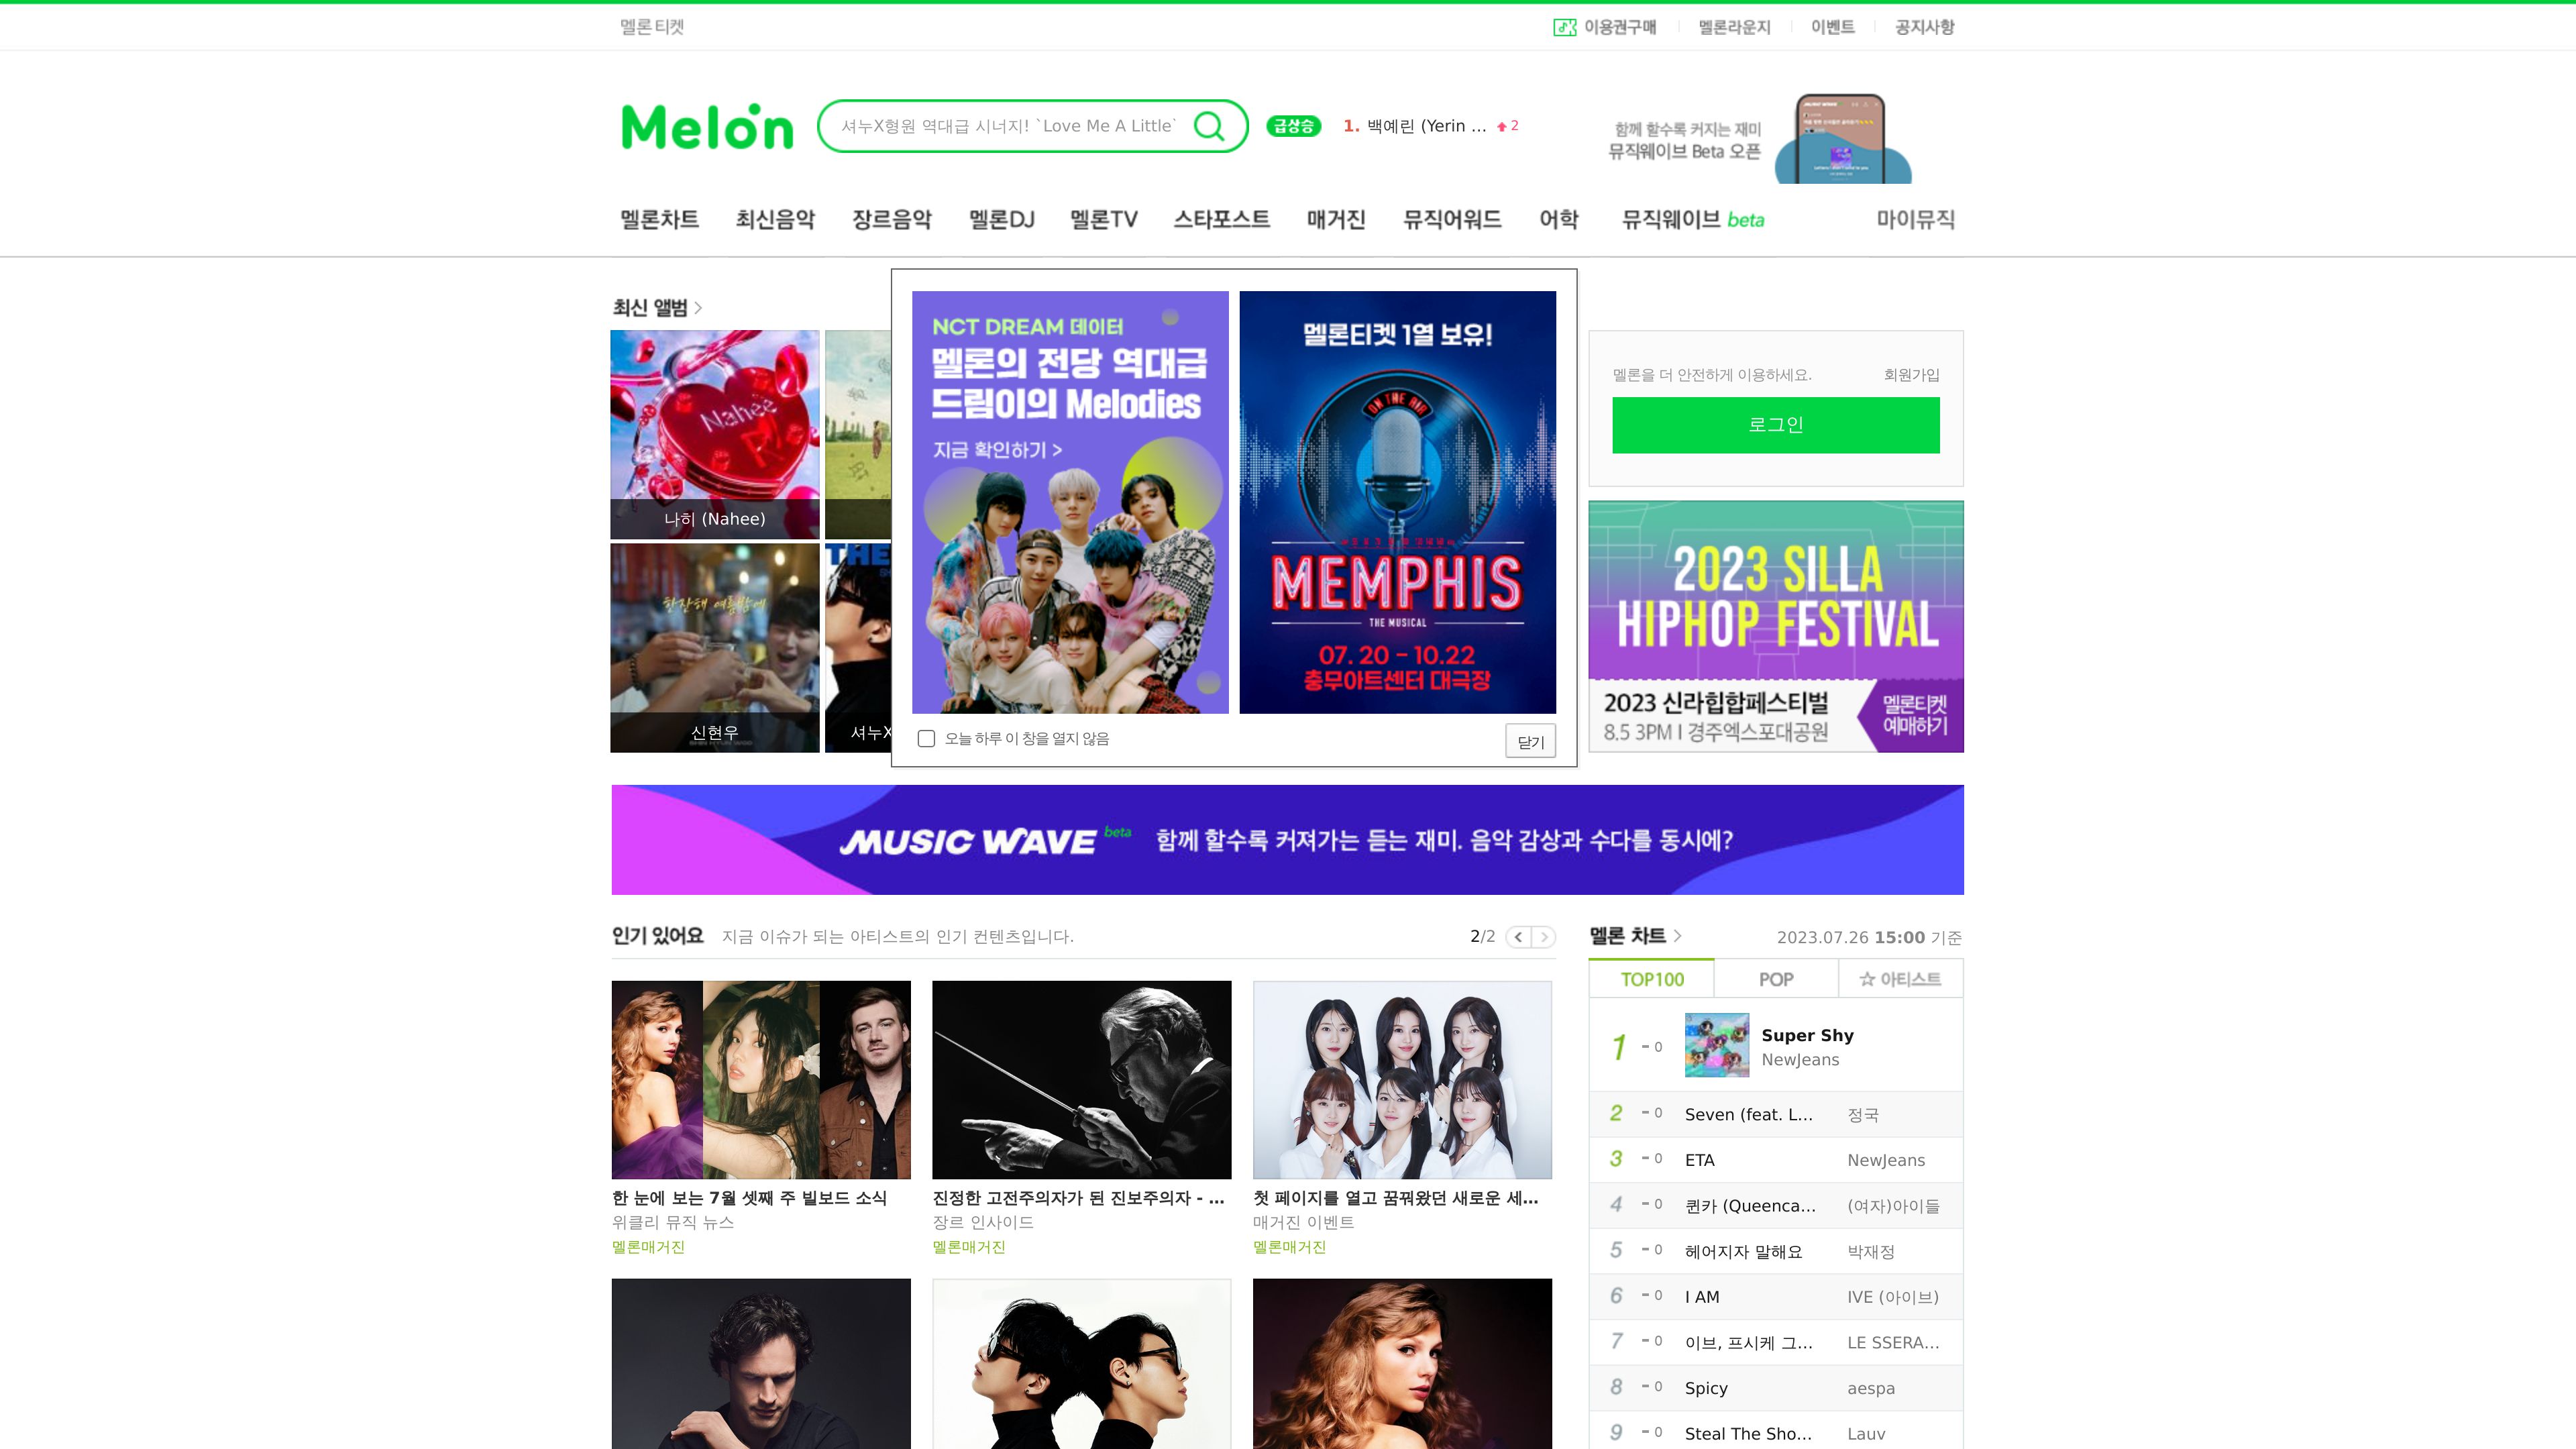 멜론티켓
이용권구매
멜론라운지
이벤트
공지사항
Melon
셔누X형원 역대급 시너지! `Love Me A Little`
급상승
1. 백예린 (Yerin ... 2
함께 할수록 커지는 재미
뮤직웨이브 Beta 오픈
멜론차트
최신음악
장르음악
멜론DJ
멜론TV
스타포스트
매거진
뮤직어워드
어학
뮤직웨이브 beta
마이뮤직
최신 앨범
Nahee
나히 (Nahee)
한잔해 여름밤에
신현우
THE
셔누X
NCT DREAM 데이터
멜론의 전당 역대급
드림이의 Melodies
지금 확인하기 >
멜론티켓 1열 보유!
ON THE AIR
MEMPHIS
THE MUSICAL
07. 20 - 10.22
충무아트센터 대극장
오늘 하루 이 창을 열지 않음
닫기
멜론을 더 안전하게 이용하세요.
회원가입
로그인
2023 SILLA
HIPHOP FESTIVAL
2023 신라힙합페스티벌
8.5 3PM I 경주엑스포대공원
멜론티켓
예매하기
MUSIC WAVE beta 함께 할수록 커져가는 듣는 재미. 음악 감상과 수다를 동시에?
인기 있어요
지금 이슈가 되는 아티스트의 인기 컨텐츠입니다.
2/2
한 눈에 보는 7월 셋째 주 빌보드 소식
위클리 뮤직 뉴스
멜론매거진
진정한 고전주의자가 된 진보주의자 - ...
장르 인사이드
멜론매거진
첫 페이지를 열고 꿈꿔왔던 새로운 세...
매거진 이벤트
멜론매거진
멜론 차트
2023.07.26 15:00 기준
TOP100
POP
☆ 아티스트
1 - 0 Super Shy
NewJeans
2 - 0 Seven (feat. L... 정국
3 - 0 ETA NewJeans
4 - 0 퀸카 (Queenca... (여자)아이들
5 - 0 헤어지자 말해요 박재정
6 - 0 I AM IVE (아이브)
7 - 0 이브, 프시케 그... LE SSERA...
8 - 0 Spicy aespa
9 - 0 Steal The Sho... Lauv